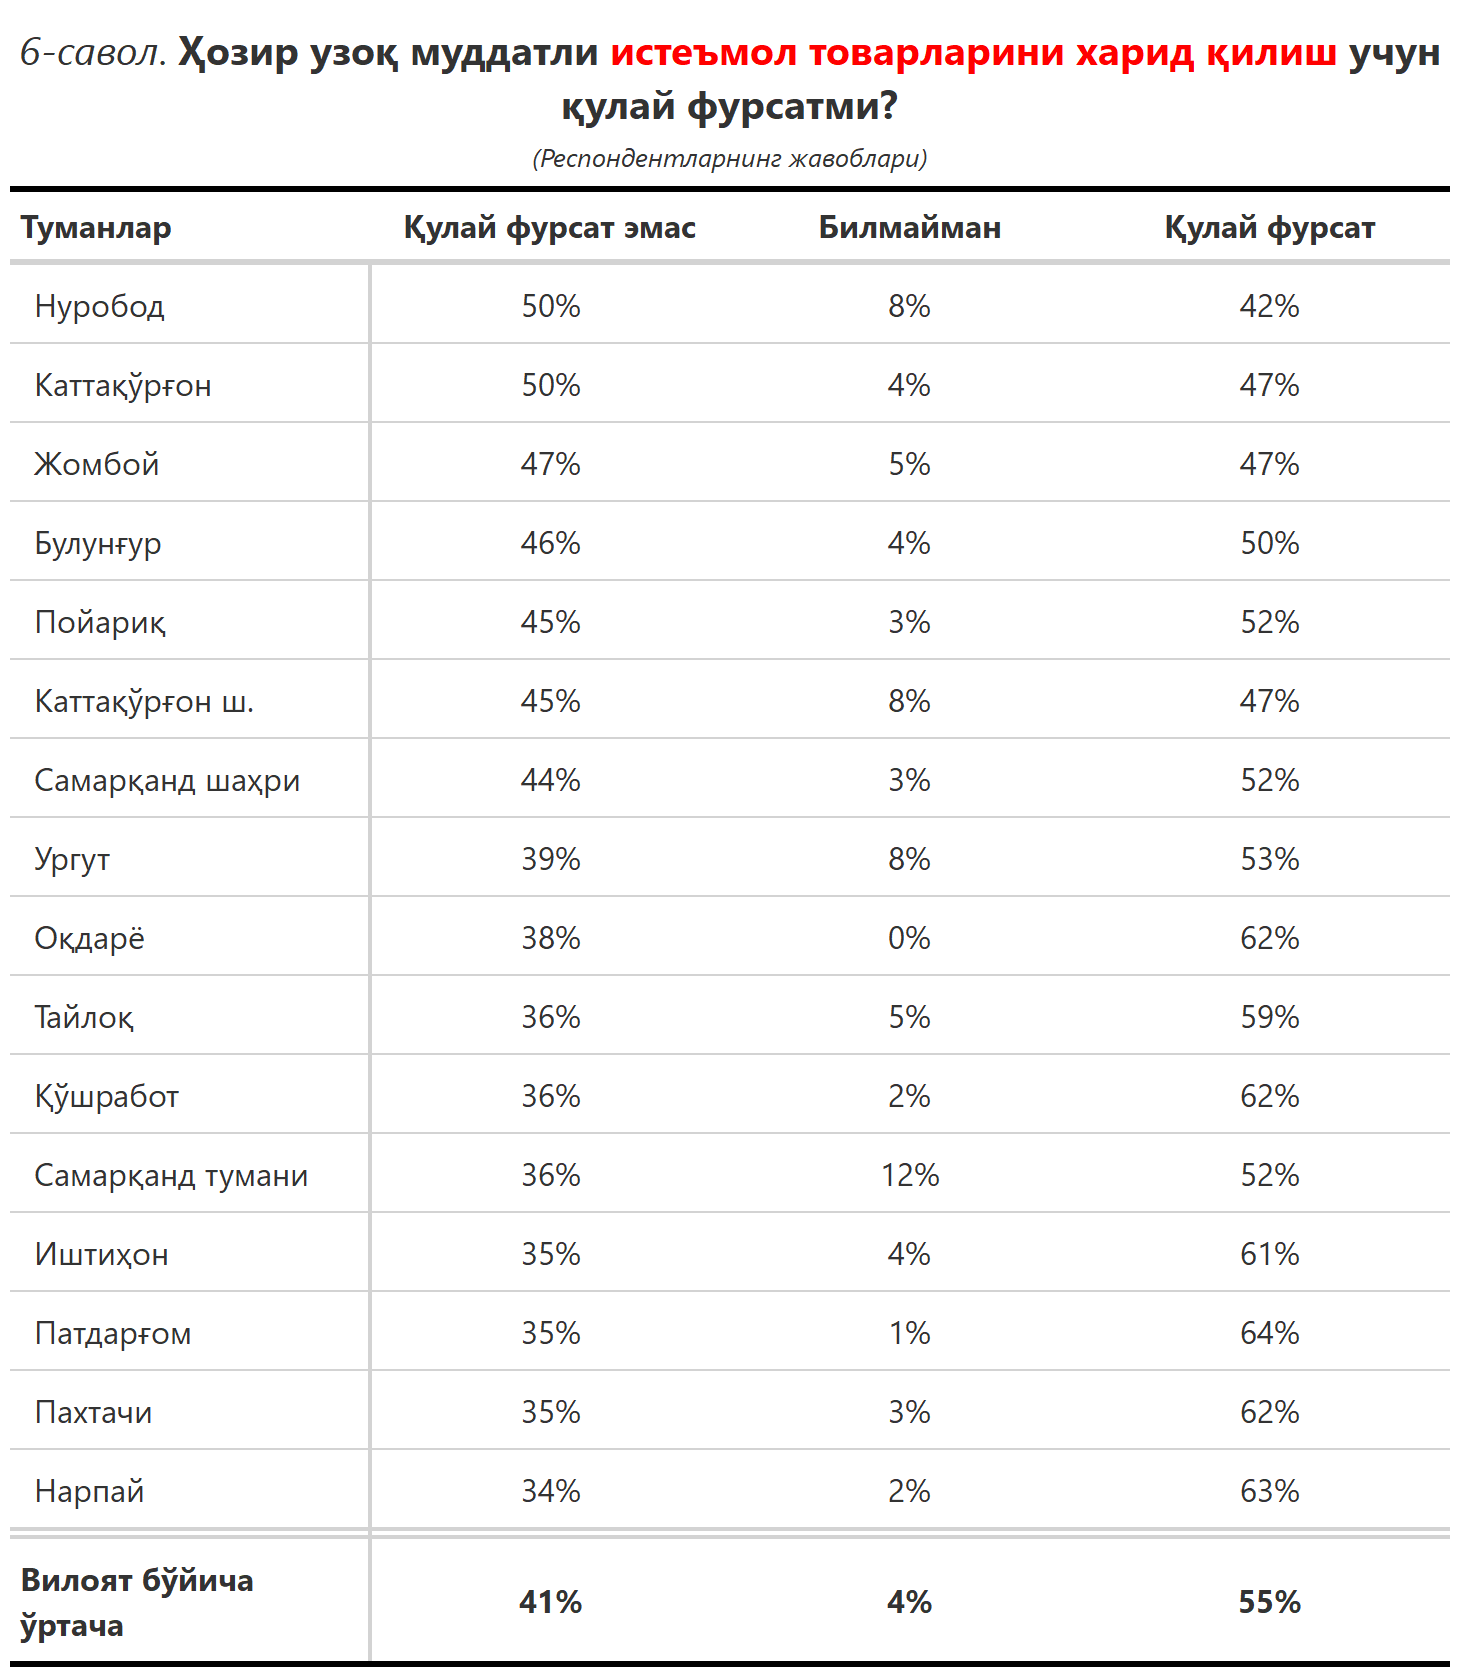 6-савол. Ҳозир узоқ муддатли истеъмол товарларини харид қилиш учун
қулай фурсатми?
(Респондентларнинг жавоблари)
Туманлар Қулай фурсат эмас Билмайман Қулай фурсат
Нуробод 50% 8% 42%
Каттақўрғон 50% 4% 47%
Жомбой 47% 5% 47%
Булунғур 46% 4% 50%
Пойариқ 45% 3% 52%
Каттақўрғон ш. 45% 8% 47%
Самарқанд шаҳри 44% 3% 52%
Ургут 39% 8% 53%
Оқдарё 38% 0% 62%
Тайлоқ 36% 5% 59%
Қўшработ 36% 2% 62%
Самарқанд тумани 36% 12% 52%
Иштиҳон 35% 4% 61%
Патдарғом 35% 1% 64%
Пахтачи 35% 3% 62%
Нарпай 34% 2% 63%
Вилоят бўйича
ўртача 41% 4% 55%